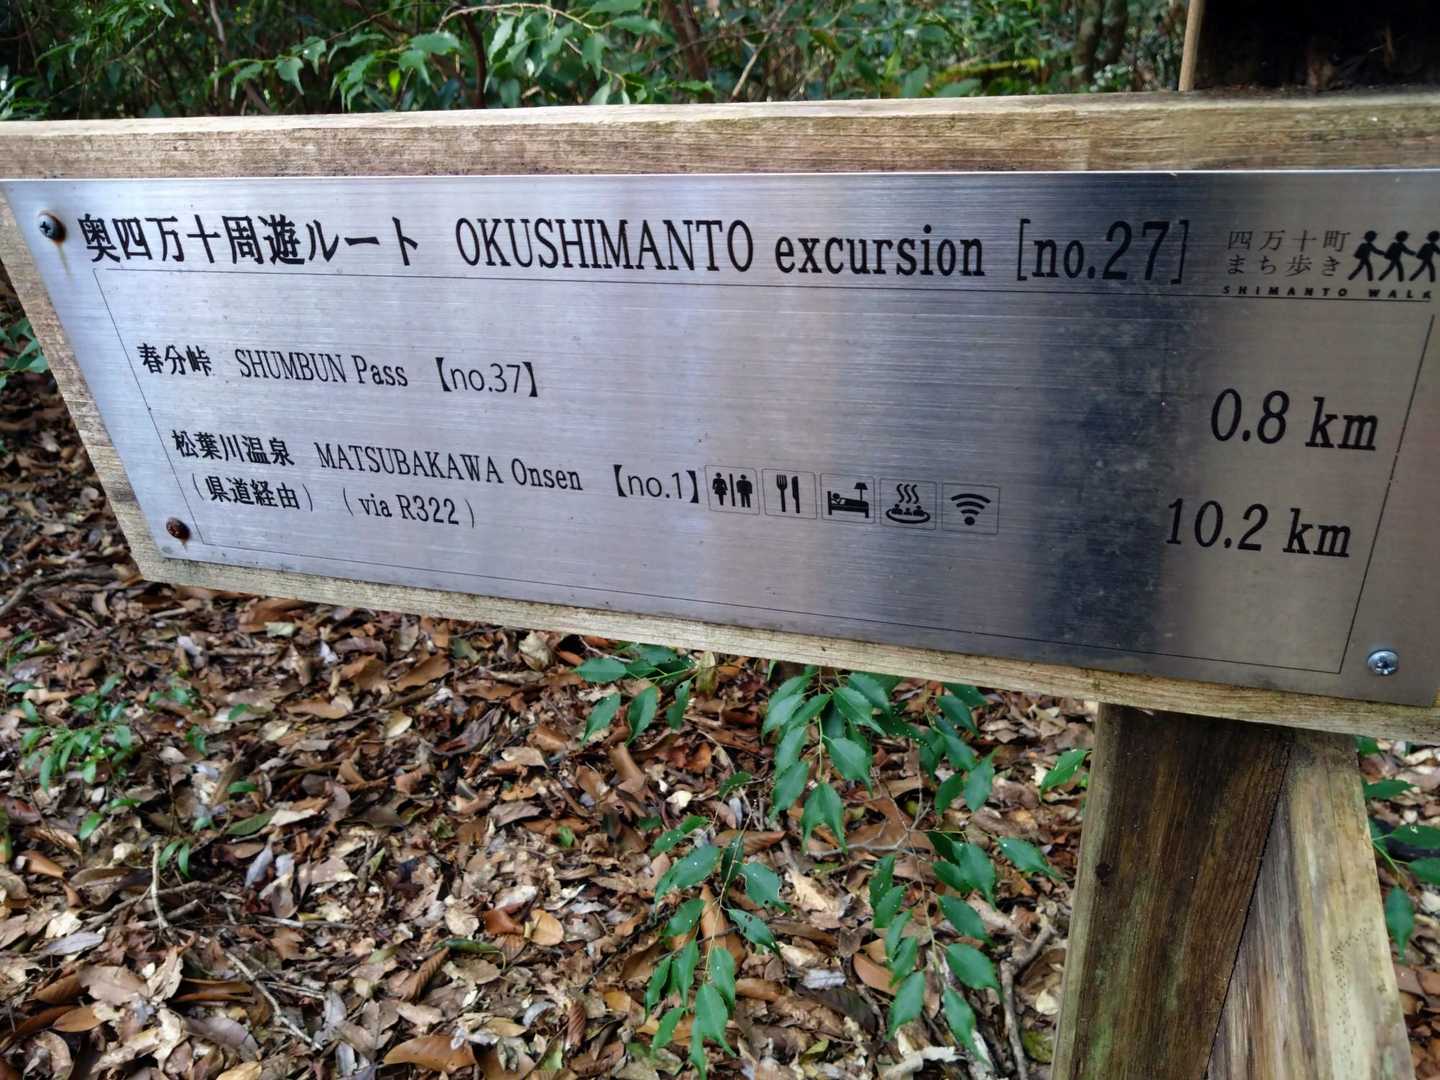 奥四万十周遊ルート OKUSHIMANTO excursion [no.27]
四万十町
まち歩き
SHIMANTO WALK
春分峠 SHUMBUN Pass 【no.37】 0.8 km
松葉川温泉 MATSUBAKAWA Onsen 【no.1】 10.2 km
(県道経由) (via R322)